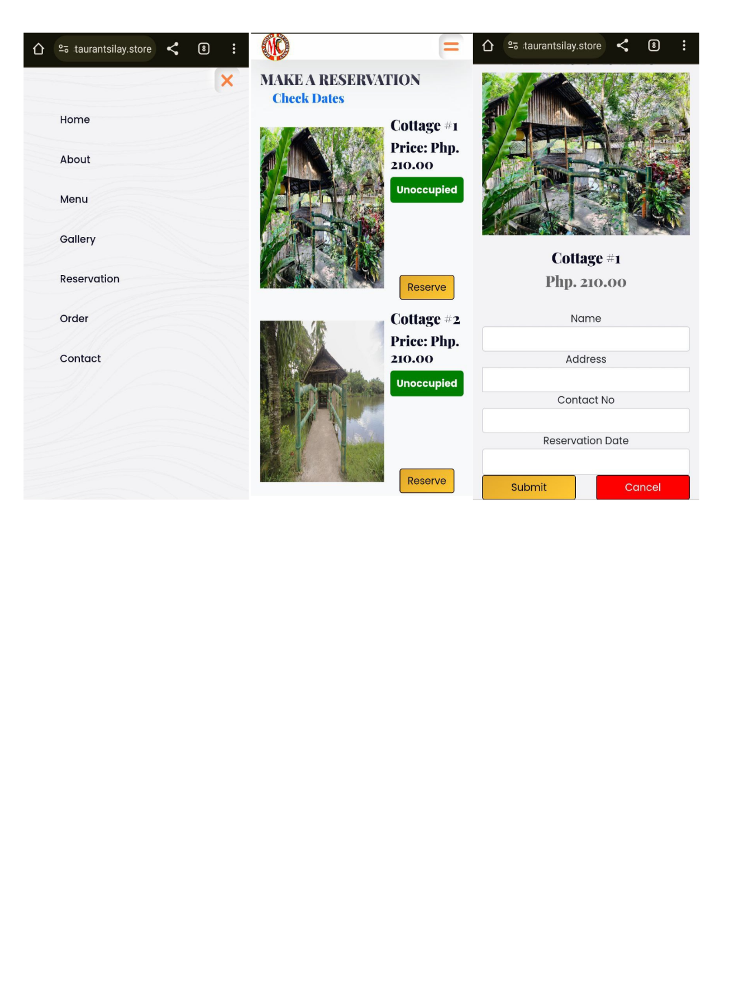 taurantsilay.store
8
Home
About
Menu
Gallery
Reservation
Order
Contact
MC
MAKE A RESERVATION
Check Dates
Cottage #1
Price: Php.
210.00
Unoccupied
Reserve
Cottage #2
Price: Php.
210.00
Unoccupied
Reserve
taurantsilay.store
8
Cottage #1
Php. 210.00
Name
Address
Contact No
Reservation Date
Submit
Cancel